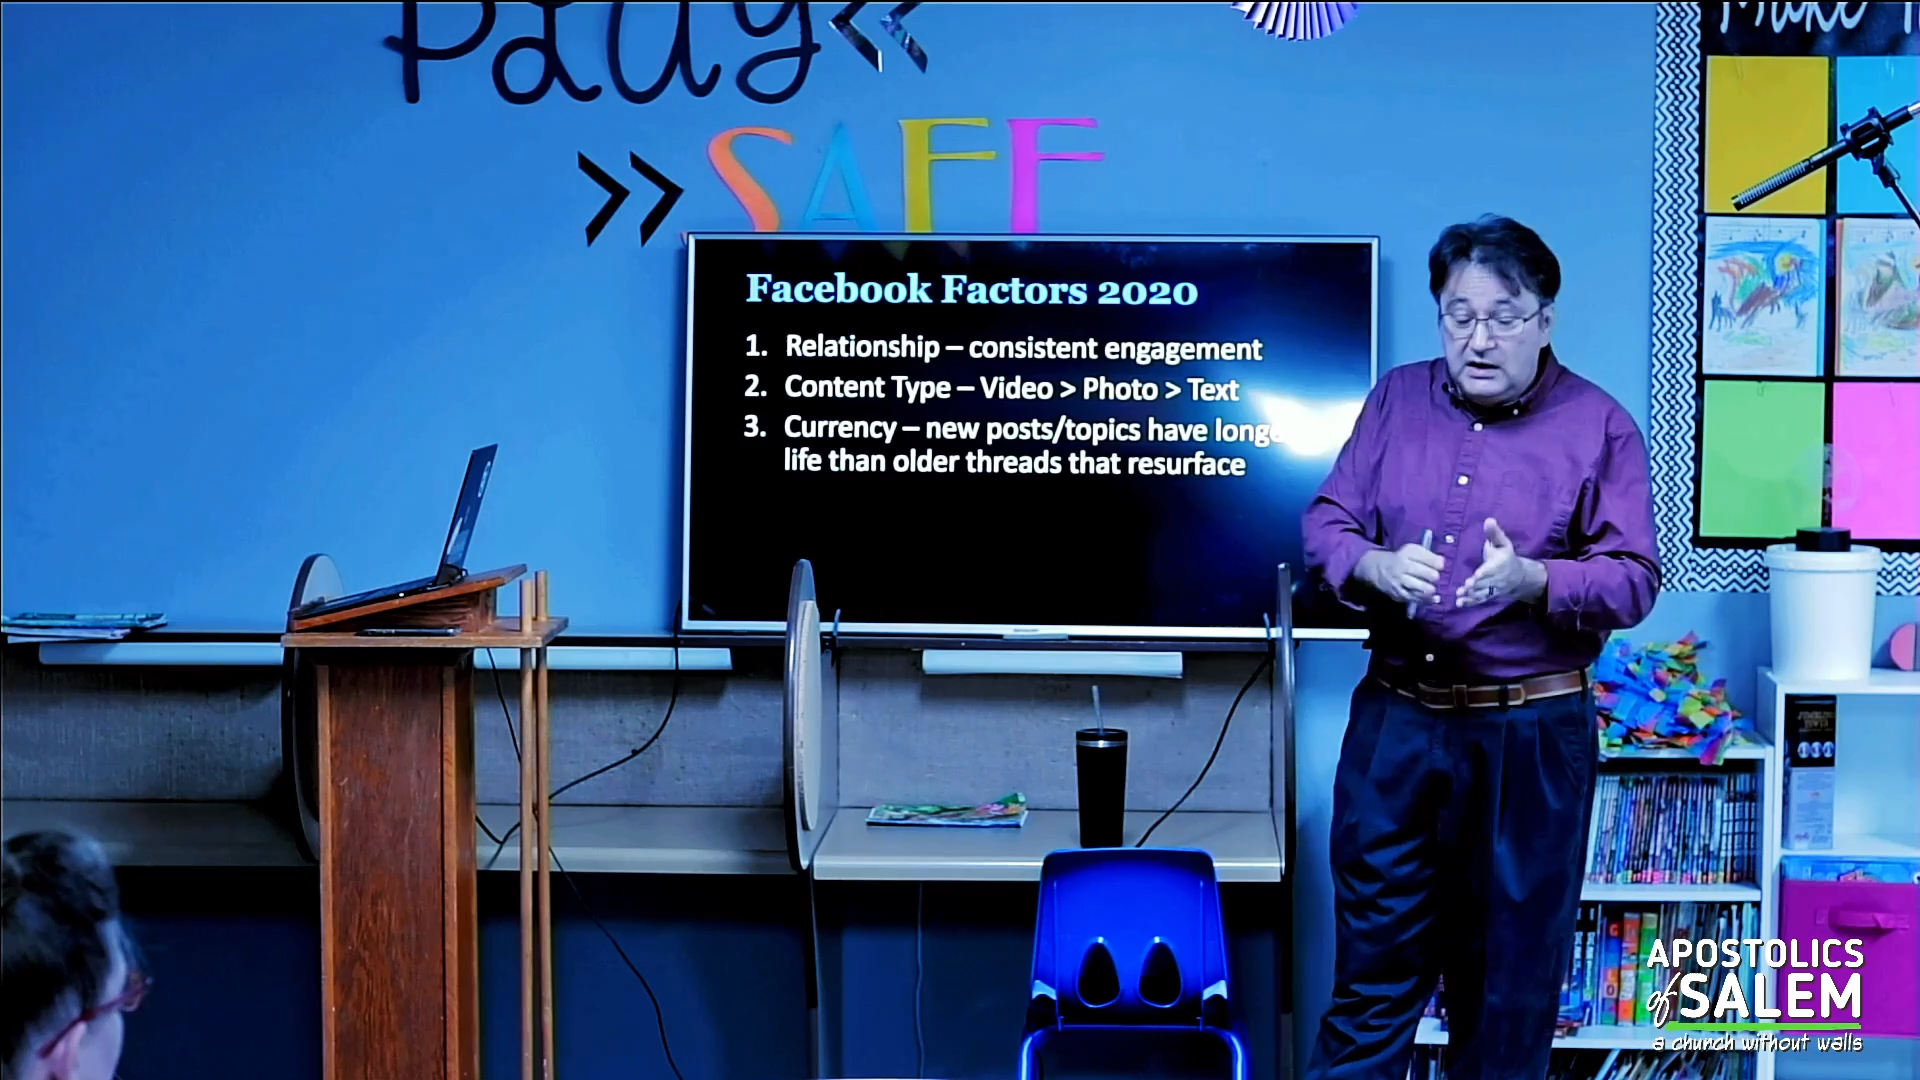 Play<<
>> SAFE
Make
Facebook Factors 2020
1. Relationship – consistent engagement
2. Content Type – Video > Photo > Text
3. Currency – new posts/topics have
life than older threads that resurface
APOSTOLICS
of SALEM
a church without walls